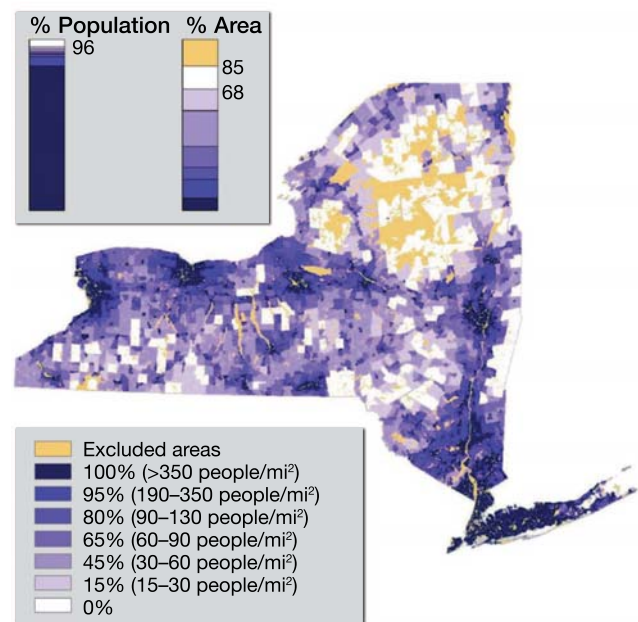 % Population % Area
96
85
68
Excluded areas
100% (>350 people/mi²)
95% (190–350 people/mi²)
80% (90–130 people/mi²)
65% (60–90 people/mi²)
45% (30–60 people/mi²)
15% (15–30 people/mi²)
0%